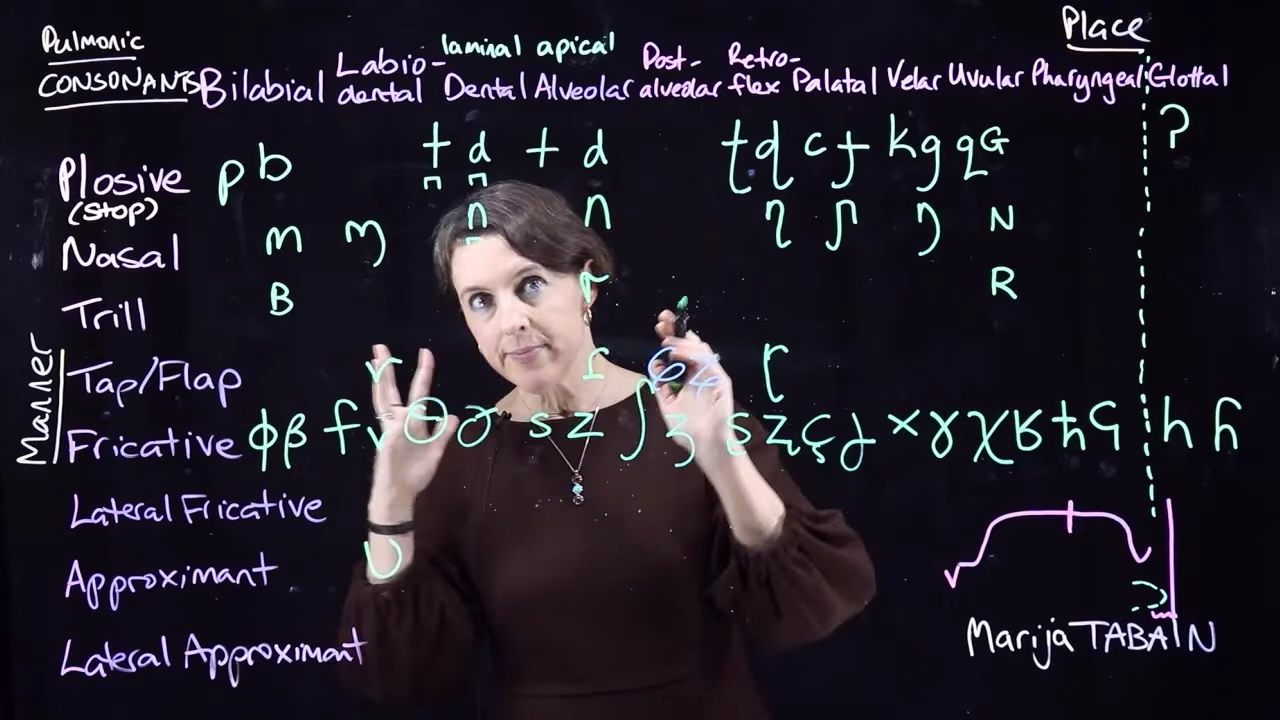 Place
Pulmonic
CONSONANTS
Bilabial Labio-dental laminal Dental apical Alveolar Post-alveolar Retro-flex Palatal Velar Uvular Pharyngeal Glottal
Plosive p b t̪ d̪ t d ʈ ɖ c ɟ k g q ɢ ʔ
(stop)
Nasal m ɱ n̪ n ɳ ɲ ŋ ɴ
Trill ʙ r ʀ
Manner
Tap/Flap ⱱ ɾ ɕ ʑ ɽ
Fricative ɸ β f v θ ð s z ʃ ʒ ʂ ʐ ç ʝ x ɣ χ ʁ ħ ʕ h ɦ
Lateral Fricative
Approximant ʋ
Lateral Approximant
Marija TABAIN